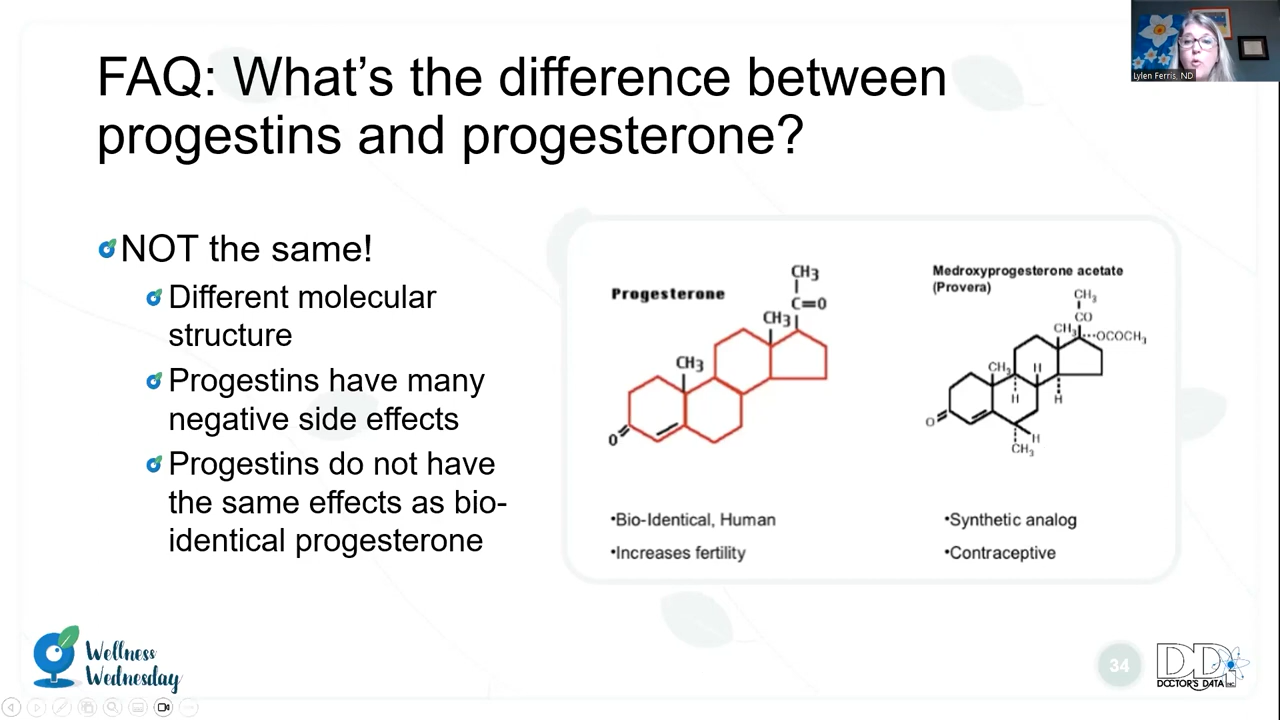 FAQ: What's the difference between
progestins and progesterone?
Lylen Ferris, ND
NOT the same!
Different molecular
structure
Progestins have many
negative side effects
Progestins do not have
the same effects as bio-
identical progesterone
Progesterone
CH3
C=O
CH3
CH3
O
•Bio-Identical, Human
•Increases fertility
Medroxyprogesterone acetate
(Provera)
CH3
CO
CH3
OCOCH3
CH3
H
H
H
O
H
CH3
•Synthetic analog
•Contraceptive
Wellness
Wednesday
34
DDi
DOCTOR'S DATA INC.